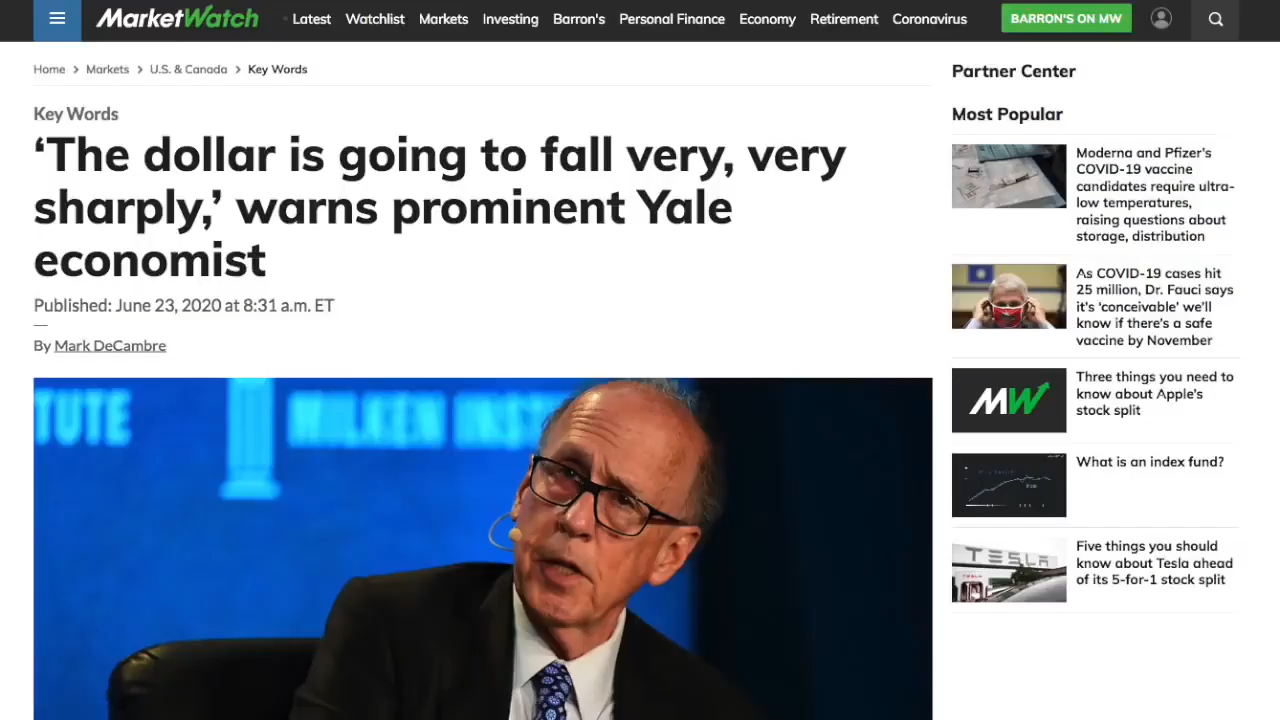 MarketWatch
Latest Watchlist Markets Investing Barron's Personal Finance Economy Retirement Coronavirus
BARRON'S ON MW
Home > Markets > U.S. & Canada > Key Words
Key Words
‘The dollar is going to fall very, very
sharply,’ warns prominent Yale
economist
Published: June 23, 2020 at 8:31 a.m. ET
By Mark DeCambre
TUTE
MILKEN INST
Partner Center
Most Popular
Moderna and Pfizer's
COVID-19 vaccine
candidates require ultra-
low temperatures,
raising questions about
storage, distribution
As COVID-19 cases hit
25 million, Dr. Fauci says
it's ‘conceivable’ we'll
know if there's a safe
vaccine by November
MW
Three things you need to
know about Apple's
stock split
What is an index fund?
TESLA
Five things you should
know about Tesla ahead
of its 5-for-1 stock split